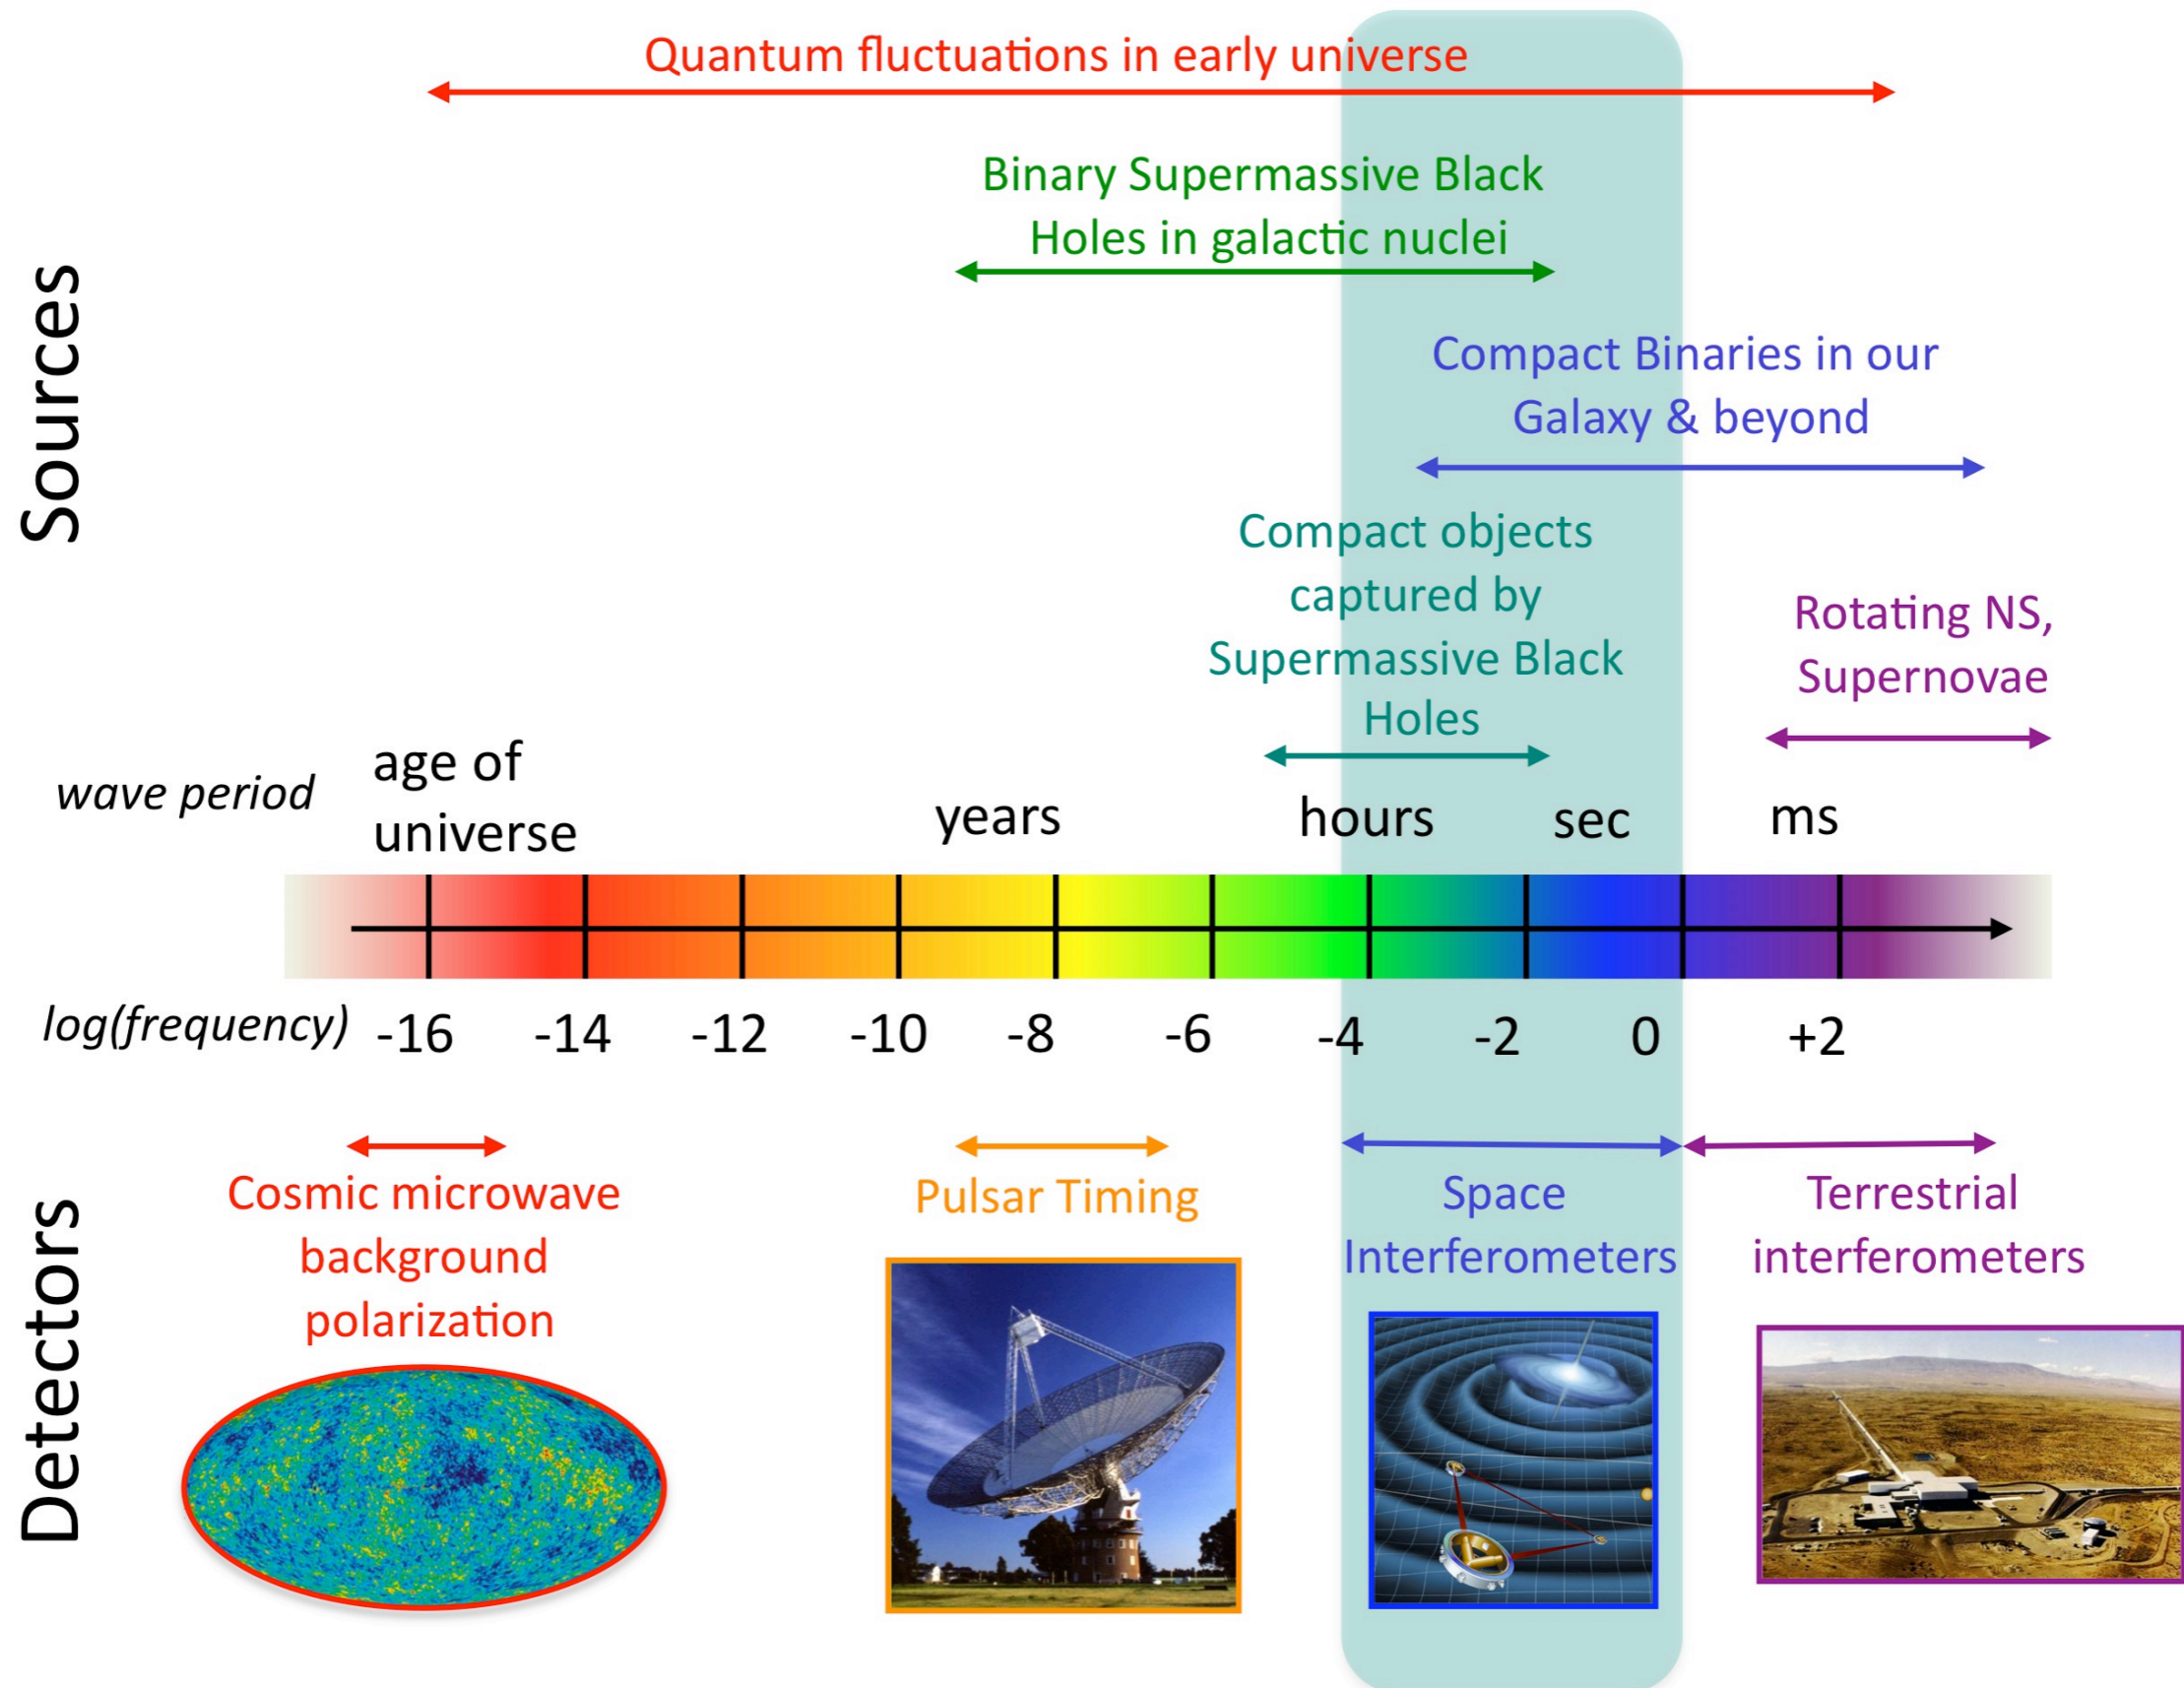 Quantum fluctuations in early universe
Binary Supermassive Black
Holes in galactic nuclei
Sources
Compact Binaries in our
Galaxy & beyond
Compact objects
captured by
Supermassive Black
Holes
Rotating NS,
Supernovae
wave period
age of
universe
years
hours
sec
ms
log(frequency)
-16
-14
-12
-10
-8
-6
-4
-2
0
+2
Detectors
Cosmic microwave
background
polarization
Pulsar Timing
Space
Interferometers
Terrestrial
interferometers